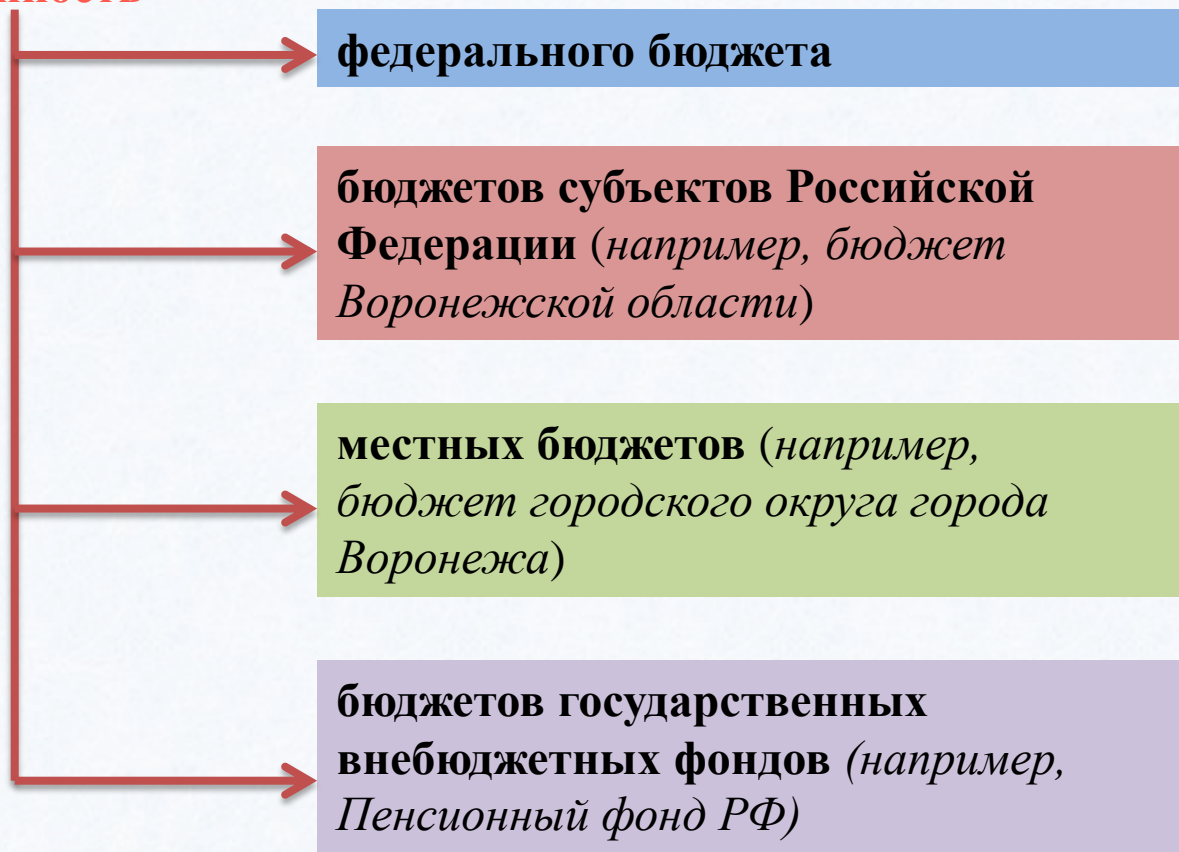 федерального бюджета
бюджетов субъектов Российской
Федерации (например, бюджет
Воронежской области)
местных бюджетов (например,
бюджет городского округа города
Воронежа)
бюджетов государственных
внебюджетных фондов (например,
Пенсионный фонд РФ)